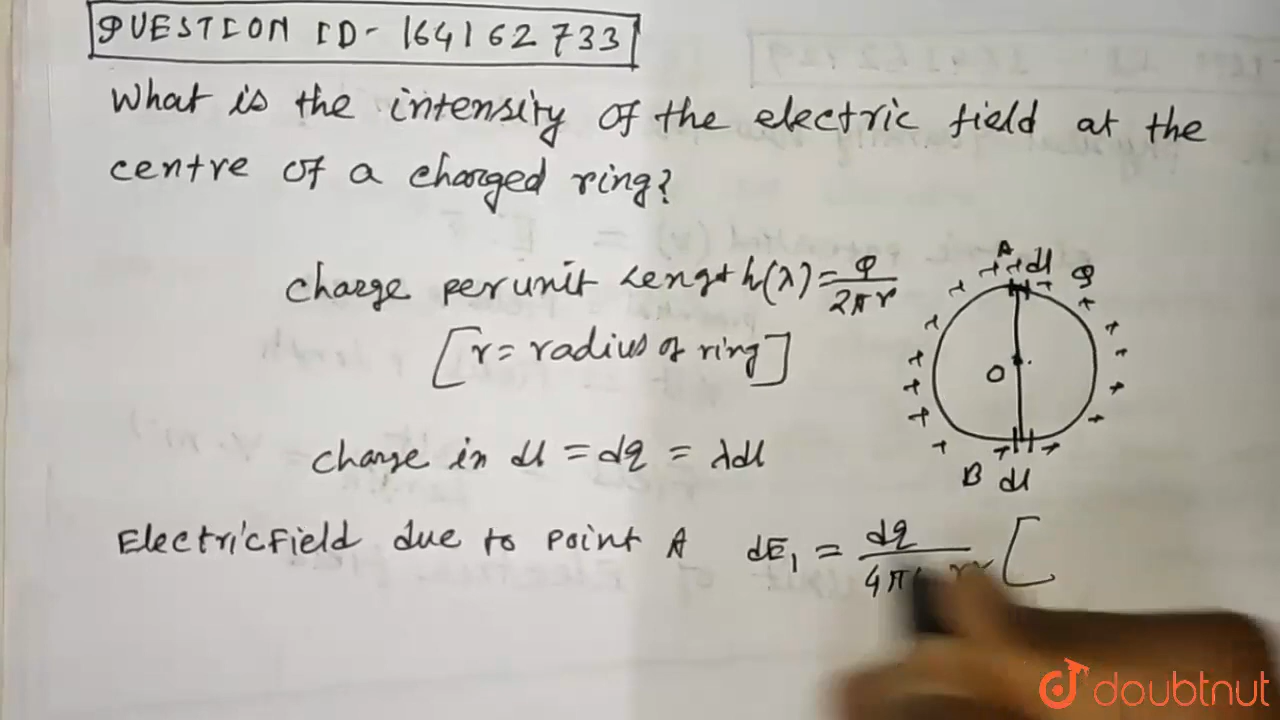 QUESTION ID- 164162733
What is the intensity of the electric field at the
centre of a charged ring?
charge per unit Length(λ)=Q/2πr
[r= radius of ring]
charge in dl = dq = λdl
Electric Field due to point A dE₁ = dq/4π [
A dl Q
O
B dl
doubtnut